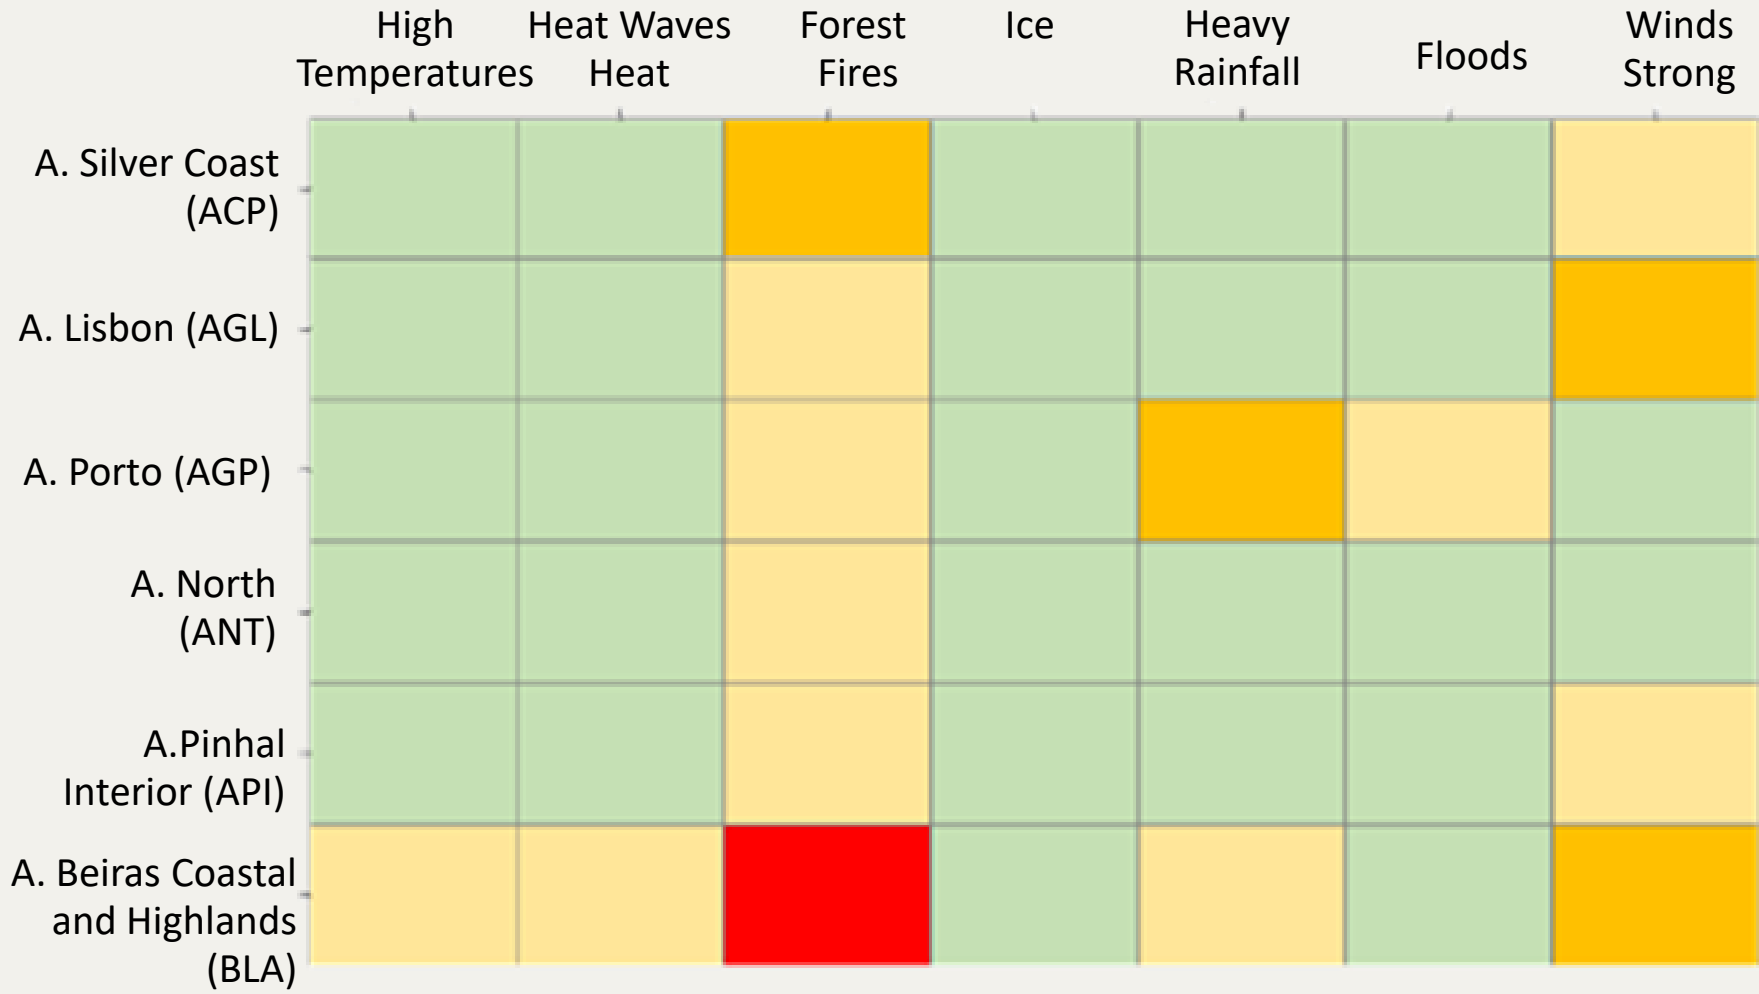 High
Temperatures
Heat Waves
Heat
Forest
Fires
Ice
Heavy
Rainfall
Floods
Winds
Strong
A. Silver Coast
(ACP)
A. Lisbon (AGL)
A. Porto (AGP)
A. North
(ANT)
A.Pinhal
Interior (API)
A. Beiras Coastal
and Highlands
(BLA)